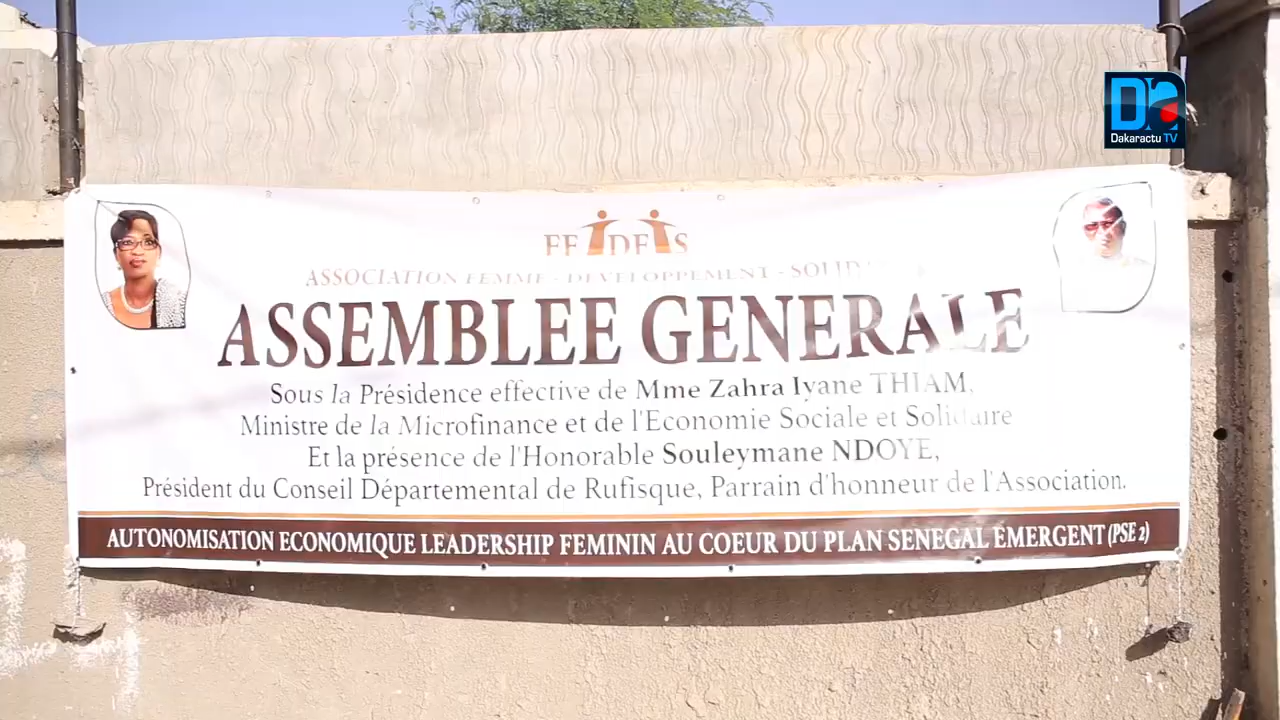 Dakaractu TV
FEDES
ASSOCIATION FEMME - DEVELOPPEMENT -
ASSEMBLEE GENERALE
Sous la Présidence effective de Mme Zahra Iyane THIAM,
Ministre de la Microfinance et de l'Economie Sociale et Solidaire
Et la présence de l'Honorable Souleymane NDOYE,
Président du Conseil Départemental de Rufisque, Parrain d'honneur de l'Association.
AUTONOMISATION ECONOMIQUE LEADERSHIP FEMININ AU COEUR DU PLAN SENEGAL EMERGENT (PSE 2)